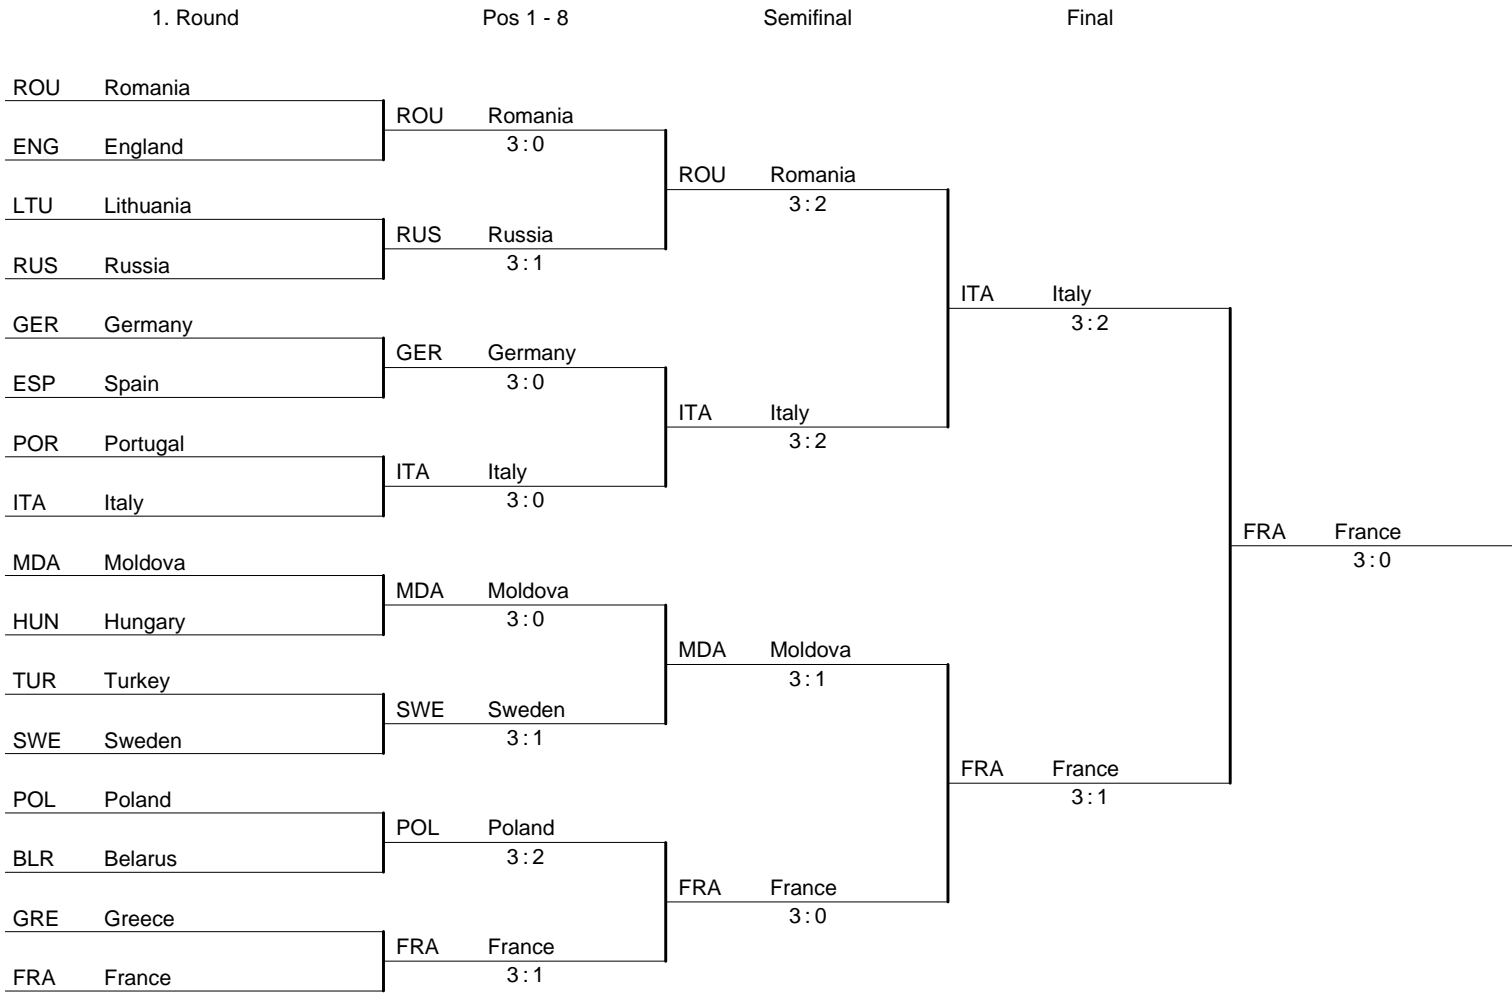 1. Round Pos 1 - 8 Semifinal Final
ROU Romania
ROU Romania
3 : 0
ENG England
ROU Romania
3 : 2
LTU Lithuania
RUS Russia
3 : 1
RUS Russia
ITA Italy
3 : 2
GER Germany
GER Germany
3 : 0
ESP Spain
ITA Italy
3 : 2
POR Portugal
ITA Italy
3 : 0
ITA Italy
FRA France
3 : 0
MDA Moldova
MDA Moldova
3 : 0
HUN Hungary
MDA Moldova
3 : 1
TUR Turkey
SWE Sweden
3 : 1
SWE Sweden
FRA France
3 : 1
POL Poland
POL Poland
3 : 2
BLR Belarus
FRA France
3 : 0
GRE Greece
FRA France
3 : 1
FRA France